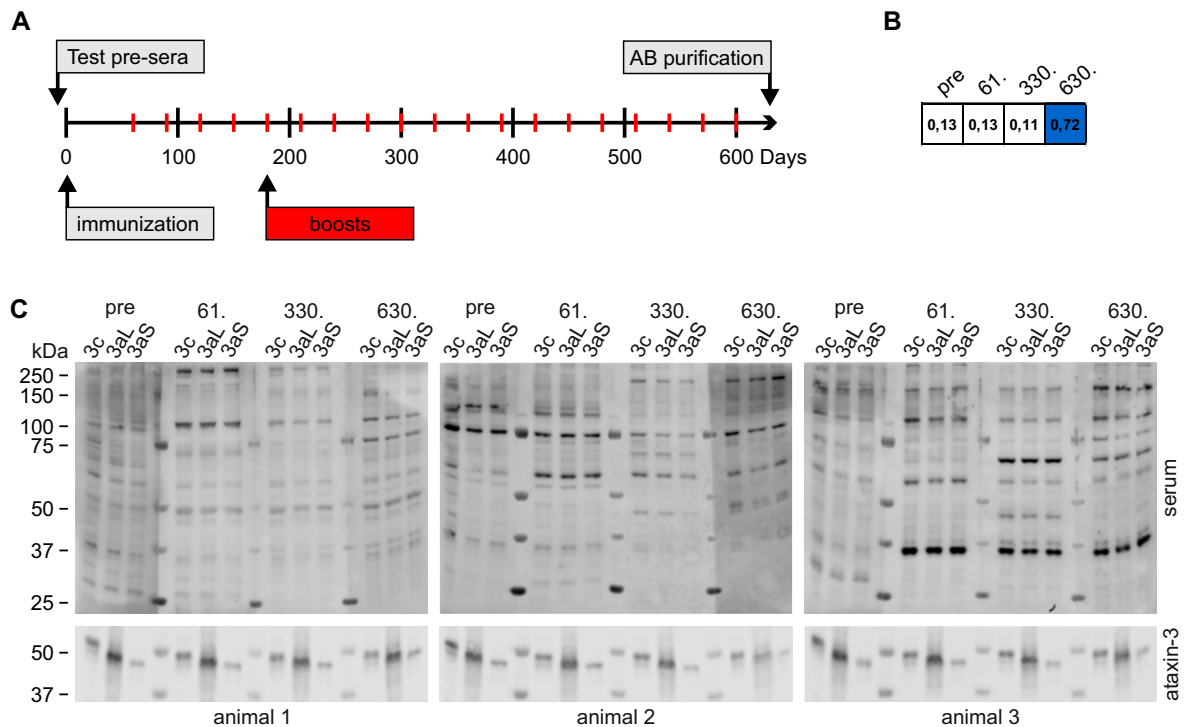 A
Test pre-sera
AB purification
0 100 200 300 400 500 600 Days
immunization
boosts
B
pre 61. 330. 630.
0,13 0,13 0,11 0,72
C
pre 61. 330. 630. pre 61. 330. 630. pre 61. 330. 630.
3c 3aL 3aS 3c 3aL 3aS 3c 3aL 3aS 3c 3aL 3aS 3c 3aL 3aS 3c 3aL 3aS 3c 3aL 3aS 3c 3aL 3aS 3c 3aL 3aS 3c 3aL 3aS 3c 3aL 3aS 3c 3aL 3aS
kDa
250
150
100
75
50
37
25
serum
50
37
ataxin-3
animal 1 animal 2 animal 3